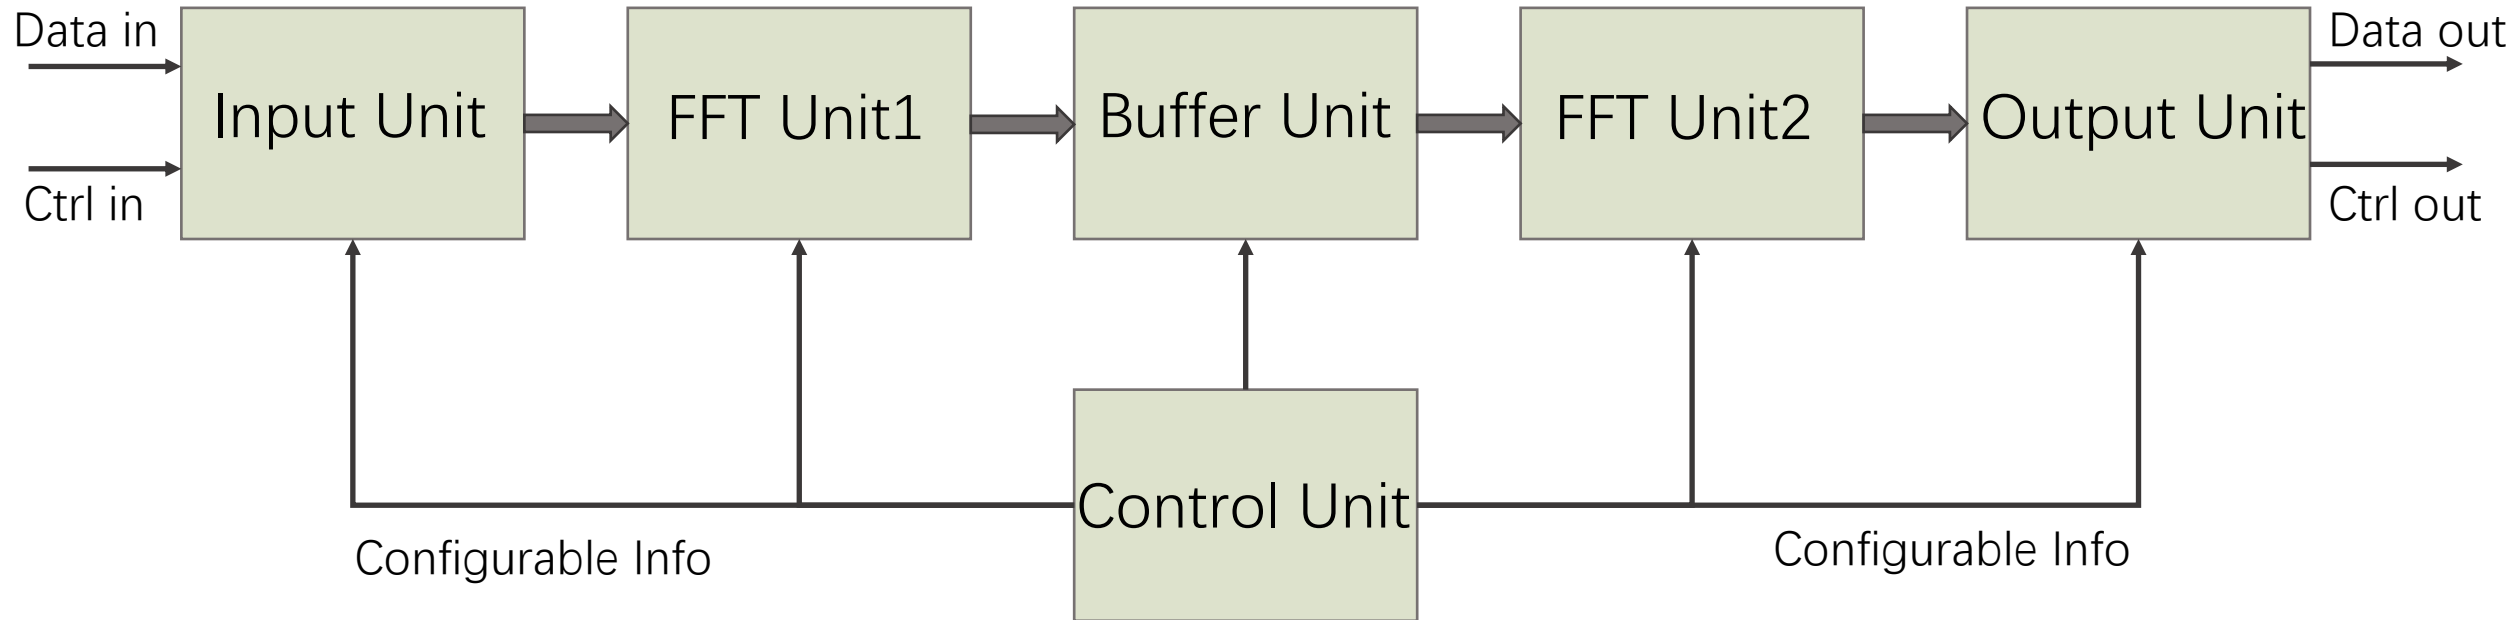 Data in
Data out
Input Unit
FFT Unit1
Buffer Unit
FFT Unit2
Output Unit
Ctrl in
Ctrl out
Control Unit
Configurable Info
Configurable Info